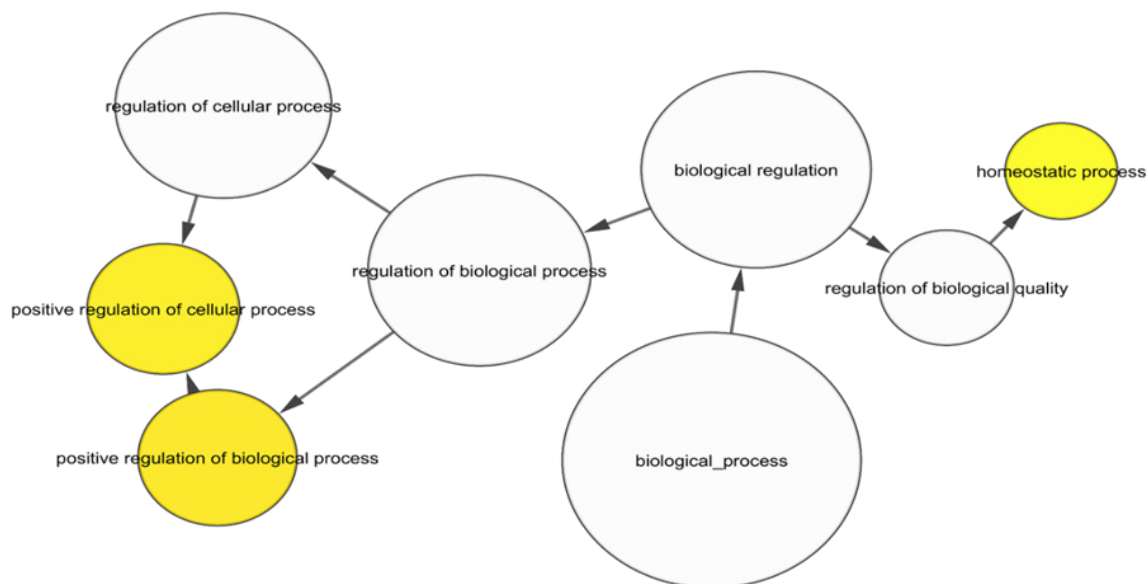 regulation of cellular process
biological regulation
homeostatic process
regulation of biological process
regulation of biological quality
positive regulation of cellular process
positive regulation of biological process
biological_process